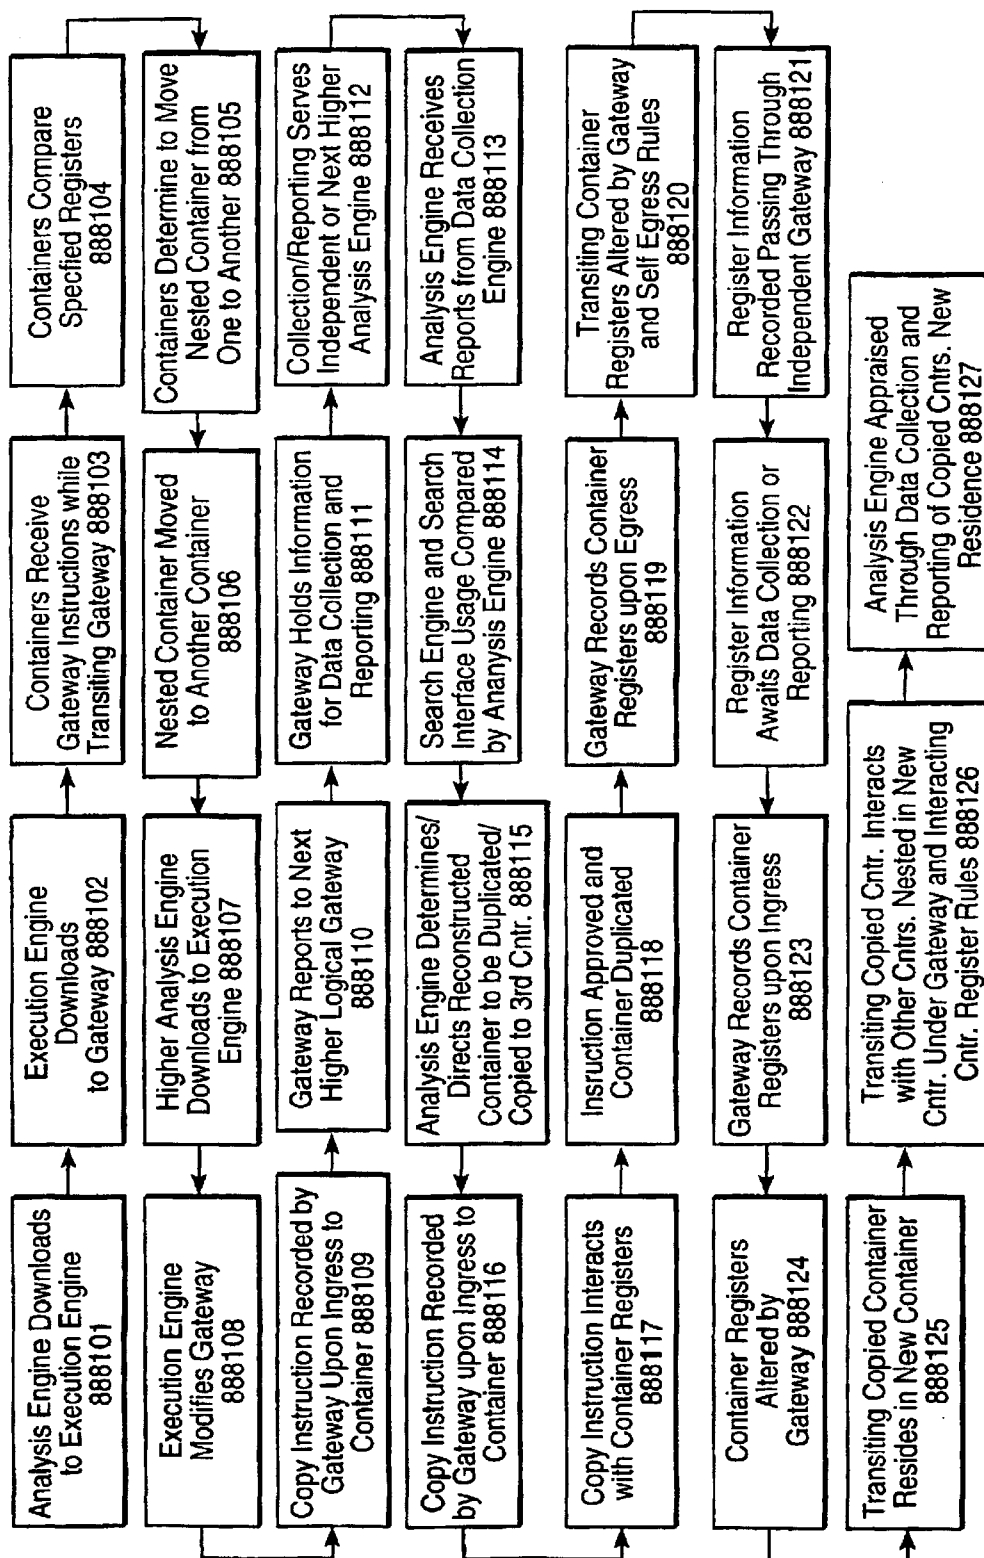 Analysis Engine Downloads
to Execution Engine
888101
Execution Engine
Downloads
to Gateway 888102
Containers Receive
Gateway Instructions while
Transiting Gateway 888103
Containers Compare
Specfied Registers
888104
Containers Determine to Move
Nested Container from
One to Another 888105
Nested Container Moved
to Another Container
888106
Higher Analysis Engine
Downloads to Execution
Engine 888107
Execution Engine
Modifies Gateway
888108
Copy Instruction Recorded by
Gateway Upon Ingress to
Container 888109
Gateway Reports to Next
Higher Logical Gateway
888110
Gateway Holds Information
for Data Collection and
Reporting 888111
Collection/Reporting Serves
Independent or Next Higher
Analysis Engine 888112
Analysis Engine Receives
Reports from Data Collection
Engine 888113
Search Engine and Search
Interface Usage Compared
by Ananysis Engine 888114
Analysis Engine Determines/
Directs Reconstructed
Container to be Duplicated/
Copied to 3rd Cntr. 888115
Copy Instruction Recorded
by Gateway upon Ingress to
Container 888116
Copy Instruction Interacts
with Container Registers
888117
Insruction Approved and
Container Duplicated
888118
Gateway Records Container
Registers upon Egress
888119
Transiting Container
Registers Altered by Gateway
and Self Egress Rules
888120
Register Information
Recorded Passing Through
Independent Gateway 888121
Register Information
Awaits Data Collection or
Reporting 888122
Gateway Records Container
Registers upon Ingress
888123
Container Registers
Altered by
Gateway 888124
Transiting Copied Container
Resides in New Container
888125
Transiting Copied Cntr. Interacts
with Other Cntrs. Nested in New
Cntr. Under Gateway and Interacting
Cntr. Register Rules 888126
Analysis Engine Appraised
Through Data Collection and
Reporting of Copied Cntrs. New
Residence 888127